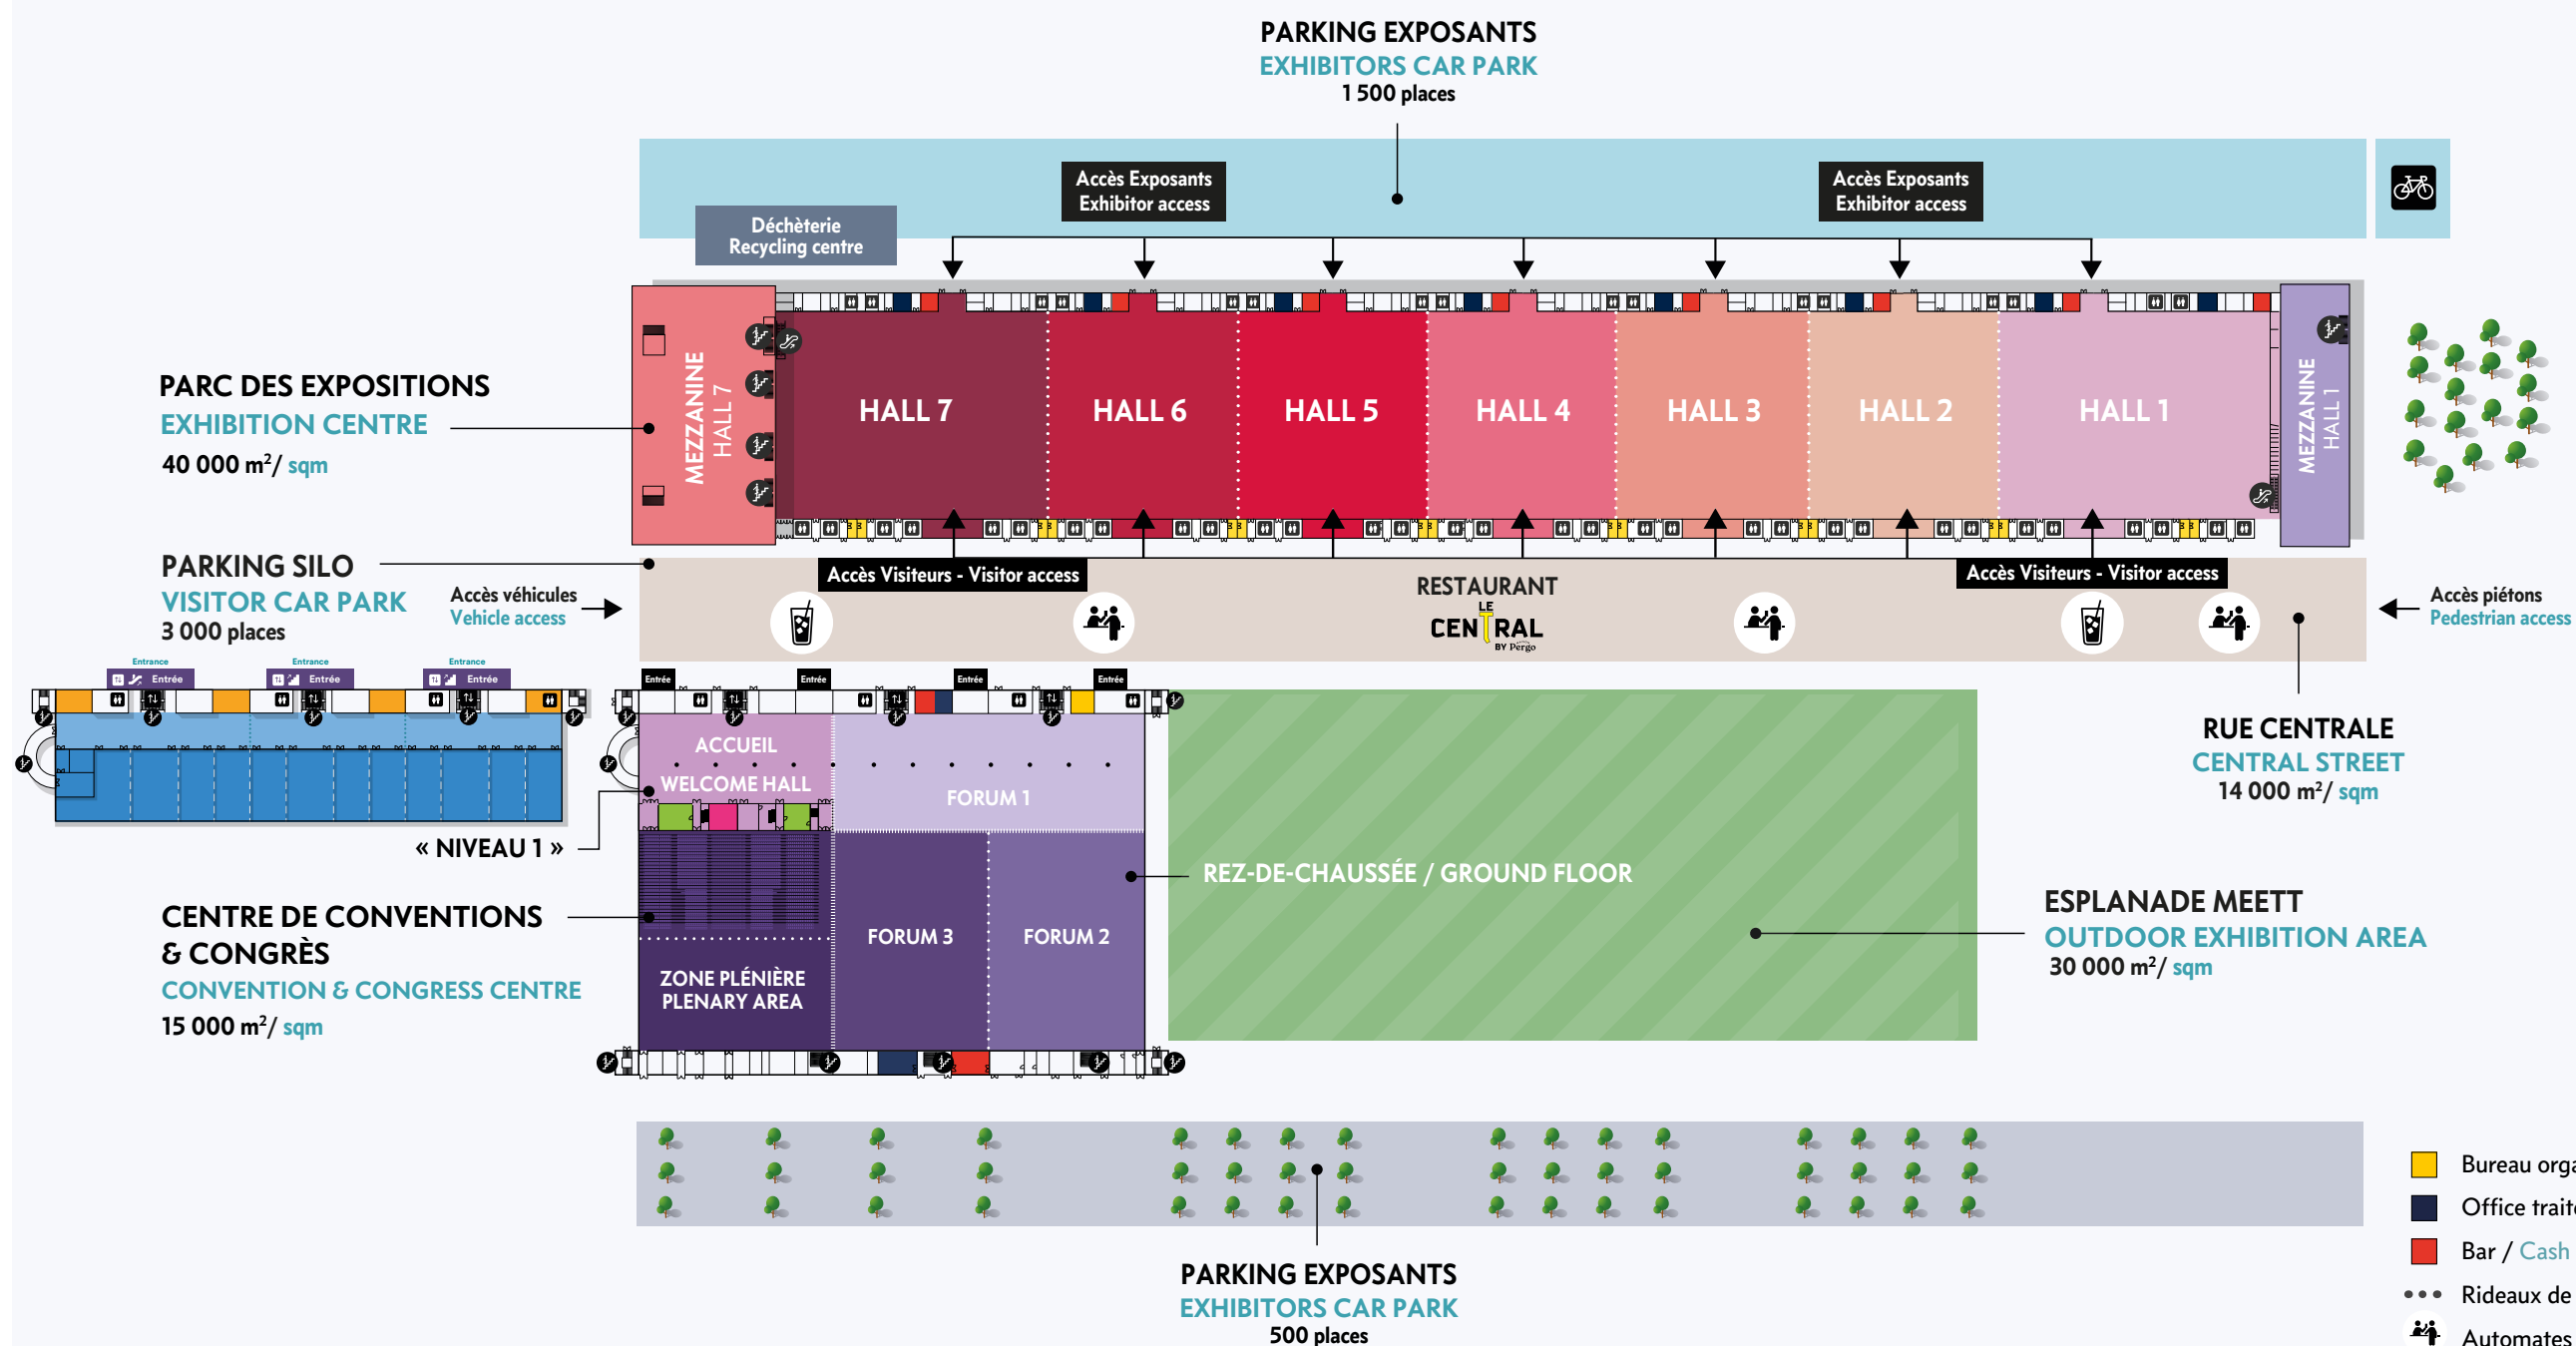 PARKING EXPOSANTS
EXHIBITORS CAR PARK
1 500 places
Accès Exposants
Exhibitor access
Accès Exposants
Exhibitor access
Déchèterie
Recycling centre
PARC DES EXPOSITIONS
EXHIBITION CENTRE
40 000 m²/ sqm
MEZZANINE
HALL 7
HALL 7
HALL 6
HALL 5
HALL 4
HALL 3
HALL 2
HALL 1
MEZZANINE
HALL 1
PARKING SILO
VISITOR CAR PARK
3 000 places
Accès véhicules
Vehicle access
Accès Visiteurs - Visitor access
RESTAURANT
LE
CENTRAL
BY Pergo
Accès Visiteurs - Visitor access
Accès piétons
Pedestrian access
Entrance
Entrance
Entrance
Entrée
Entrée
Entrée
Entrée
Entrée
Entrée
Entrée
ACCUEIL
WELCOME HALL
FORUM 1
« NIVEAU 1 »
RUE CENTRALE
CENTRAL STREET
14 000 m²/ sqm
REZ-DE-CHAUSSÉE / GROUND FLOOR
CENTRE DE CONVENTIONS
& CONGRÈS
CONVENTION & CONGRESS CENTRE
15 000 m²/ sqm
FORUM 3
FORUM 2
ZONE PLÉNIÈRE
PLENARY AREA
ESPLANADE MEETT
OUTDOOR EXHIBITION AREA
30 000 m²/ sqm
PARKING EXPOSANTS
EXHIBITORS CAR PARK
500 places
Bureau orga
Office traite
Bar / Cash
Rideaux de
Automates